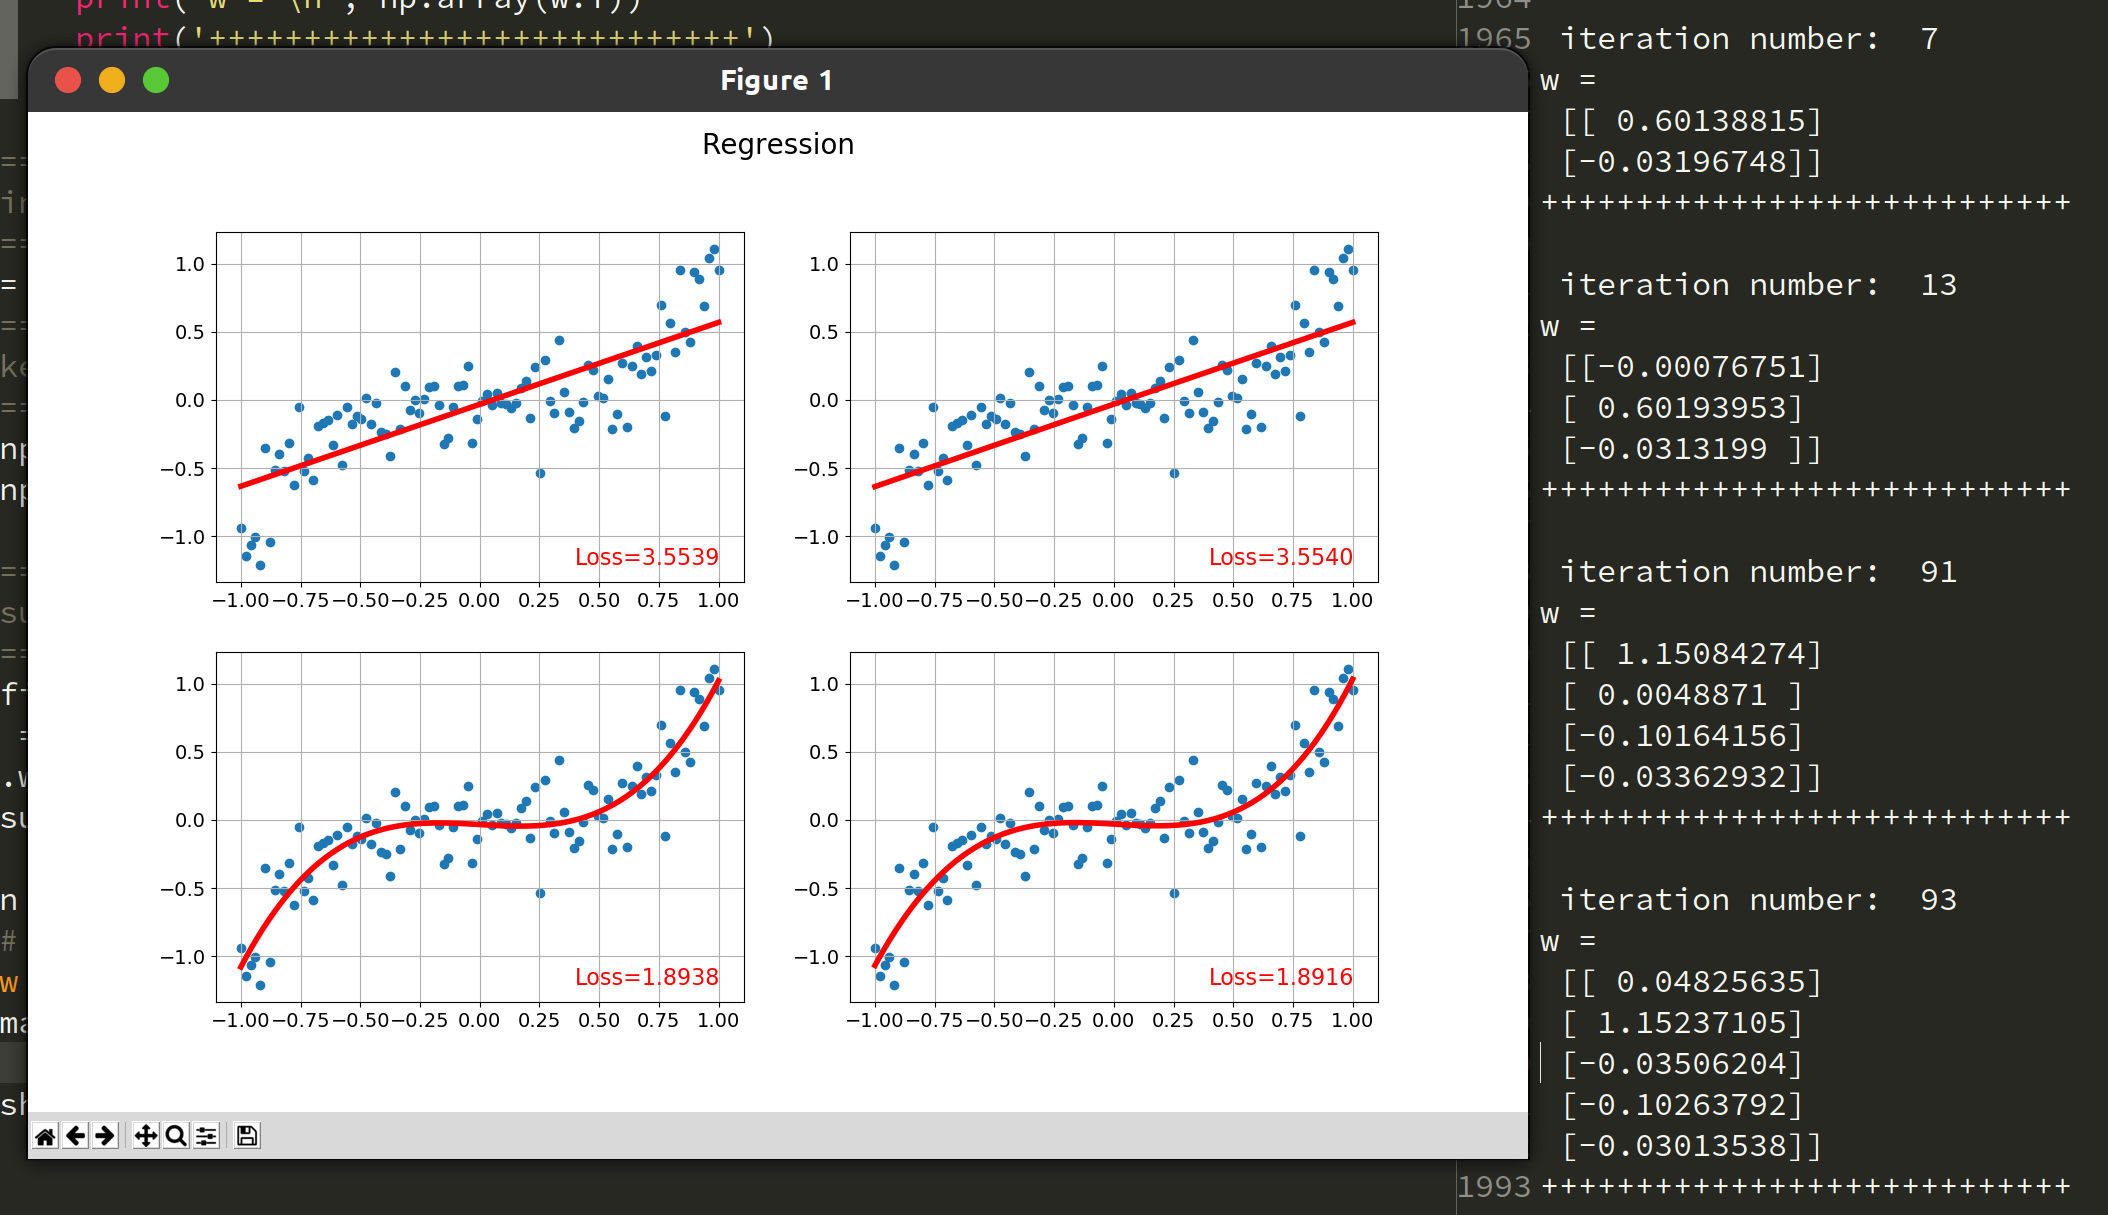 print('w = \n', np.array(w.T))
print('++++++++++++++++++++++++++++')
Figure 1
Regression
1.0
0.5
0.0
−0.5
−1.0
Loss=3.5539
−1.00 −0.75 −0.50 −0.25 0.00 0.25 0.50 0.75 1.00
1.0
0.5
0.0
−0.5
−1.0
Loss=3.5540
−1.00 −0.75 −0.50 −0.25 0.00 0.25 0.50 0.75 1.00
1.0
0.5
0.0
−0.5
−1.0
Loss=1.8938
−1.00 −0.75 −0.50 −0.25 0.00 0.25 0.50 0.75 1.00
1.0
0.5
0.0
−0.5
−1.0
Loss=1.8916
−1.00 −0.75 −0.50 −0.25 0.00 0.25 0.50 0.75 1.00
1964
1965 iteration number:  7
w =
[[ 0.60138815]
[-0.03196748]]
++++++++++++++++++++++++++++
iteration number:  13
w =
[[-0.00076751]
[ 0.60193953]
[-0.0313199 ]]
++++++++++++++++++++++++++++
iteration number:  91
w =
[[ 1.15084274]
[ 0.0048871 ]
[-0.10164156]
[-0.03362932]]
++++++++++++++++++++++++++++
iteration number:  93
w =
[[ 0.04825635]
[ 1.15237105]
[-0.03506204]
[-0.10263792]
[-0.03013538]]
1993 ++++++++++++++++++++++++++++